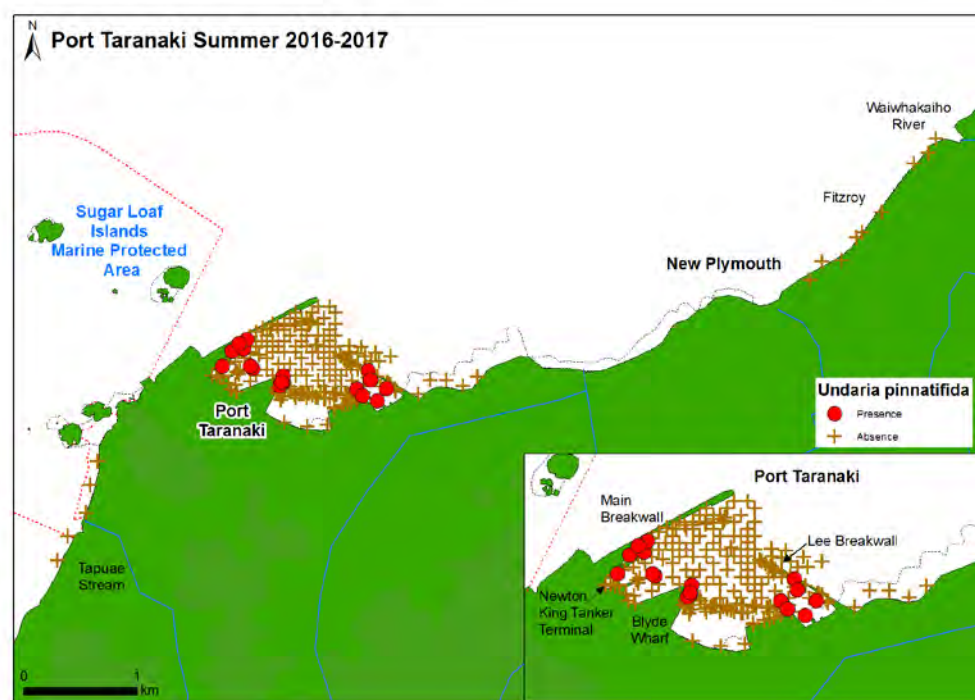 N
Port Taranaki Summer 2016-2017
Waiwhakaiho
River
Fitzroy
Sugar Loaf
Islands
Marine Protected
Area
New Plymouth
Port
Taranaki
Undaria pinnatifida
Presence
Absence
Tapuae
Stream
0 1
km
Port Taranaki
Main
Breakwall
Lee Breakwall
Newton
King Tanker
Terminal
Blyde
Wharf